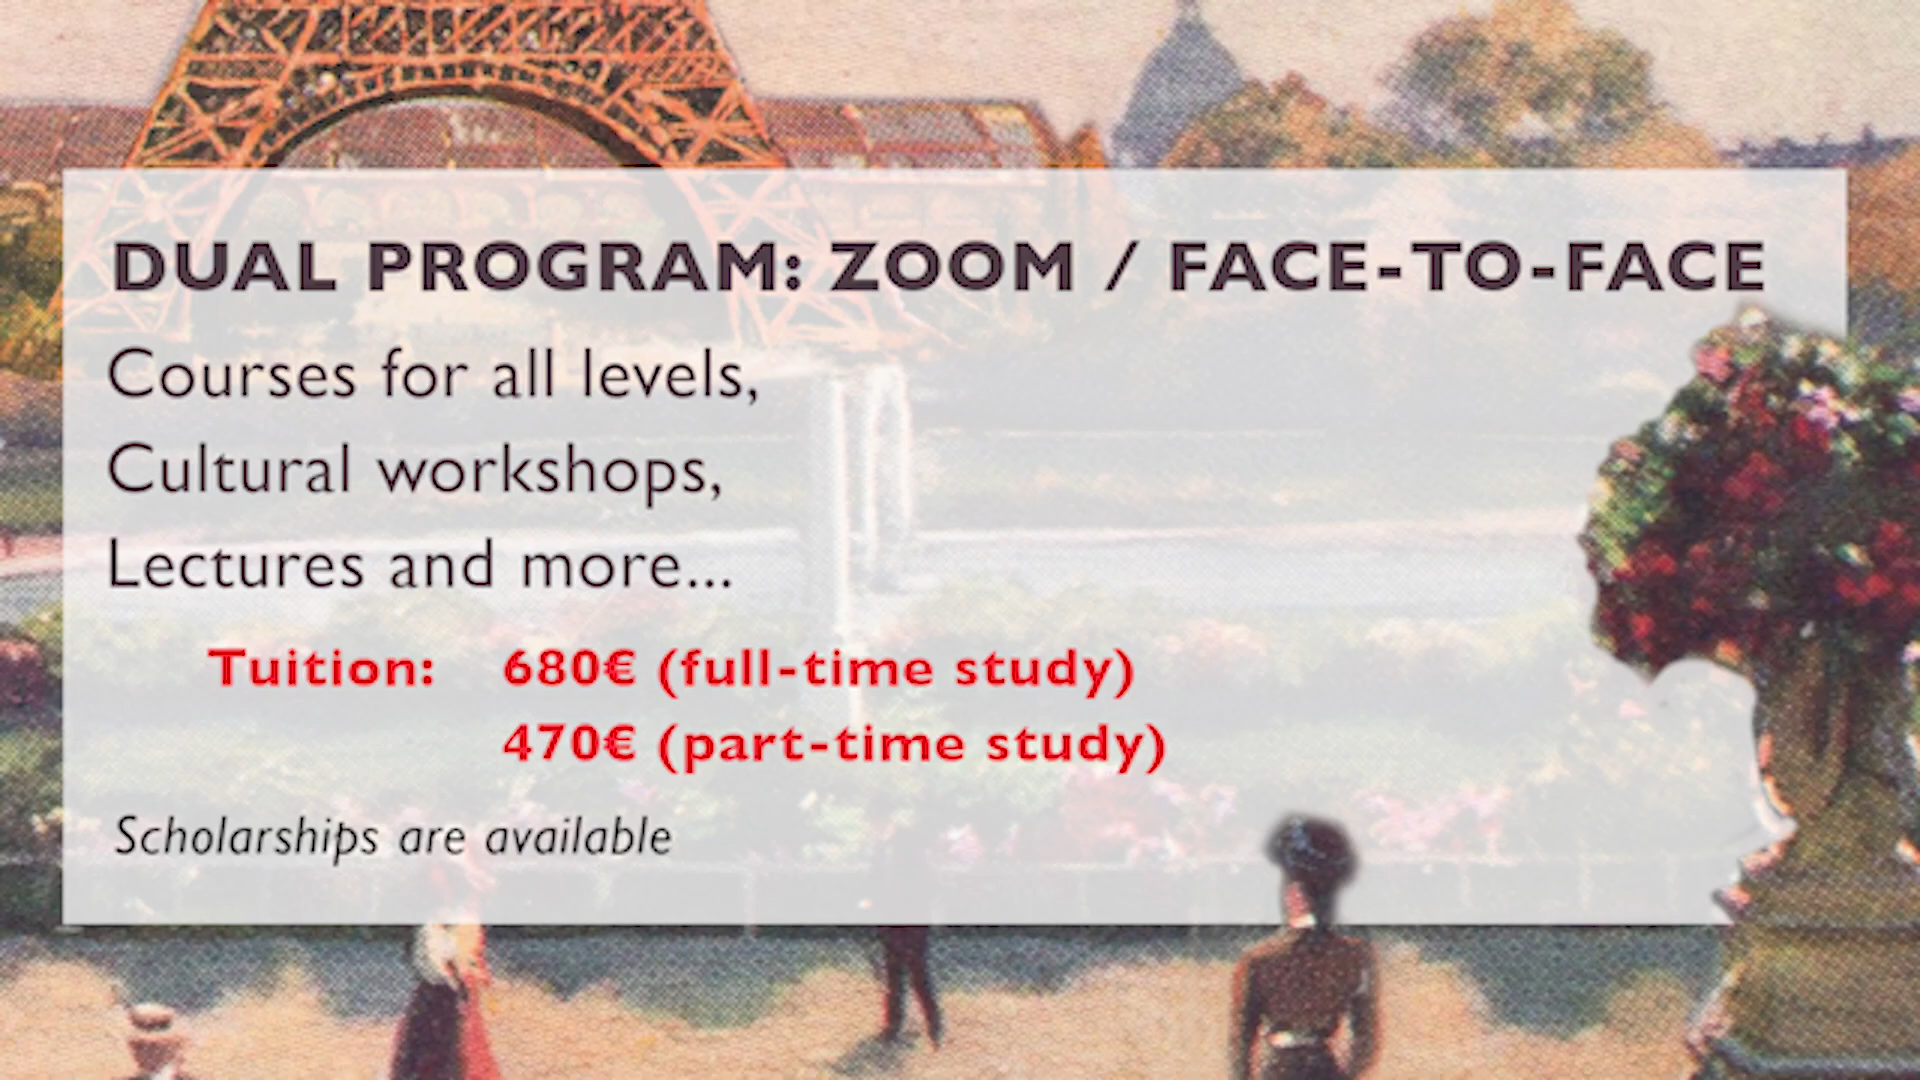 DUAL PROGRAM: ZOOM / FACE-TO-FACE
Courses for all levels,
Cultural workshops,
Lectures and more...
Tuition: 680€ (full-time study)
470€ (part-time study)
Scholarships are available